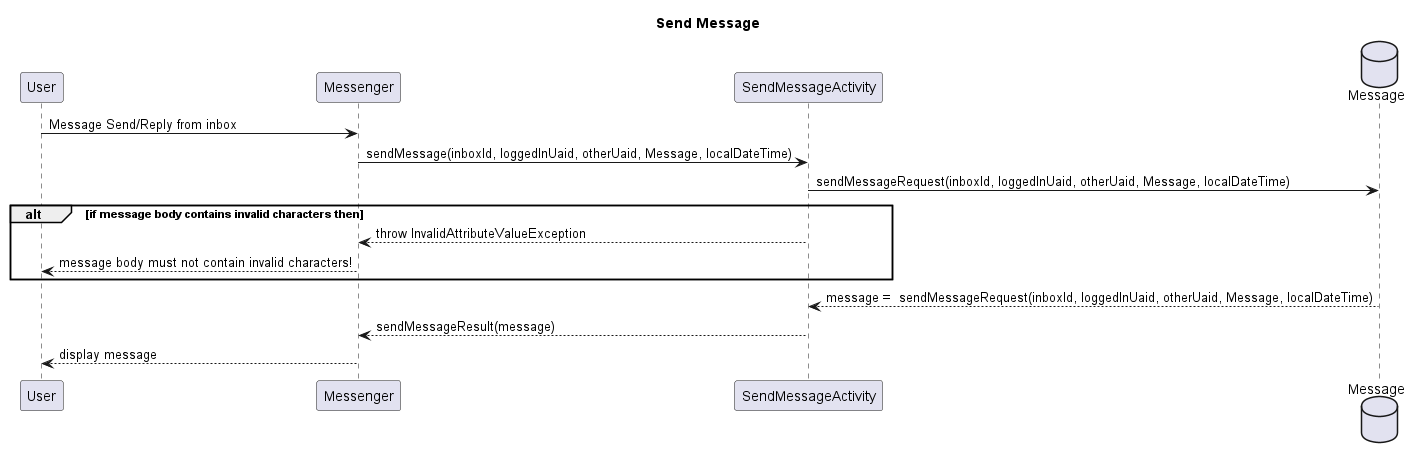 Send Message
User
Messenger
SendMessageActivity
Message
Message Send/Reply from inbox
sendMessage(inboxId, loggedInUaid, otherUaid, Message, localDateTime)
sendMessageRequest(inboxId, loggedInUaid, otherUaid, Message, localDateTime)
alt [if message body contains invalid characters then]
throw InvalidAttributeValueException
message body must not contain invalid characters!
message = sendMessageRequest(inboxId, loggedInUaid, otherUaid, Message, localDateTime)
sendMessageResult(message)
display message
User
Messenger
SendMessageActivity
Message